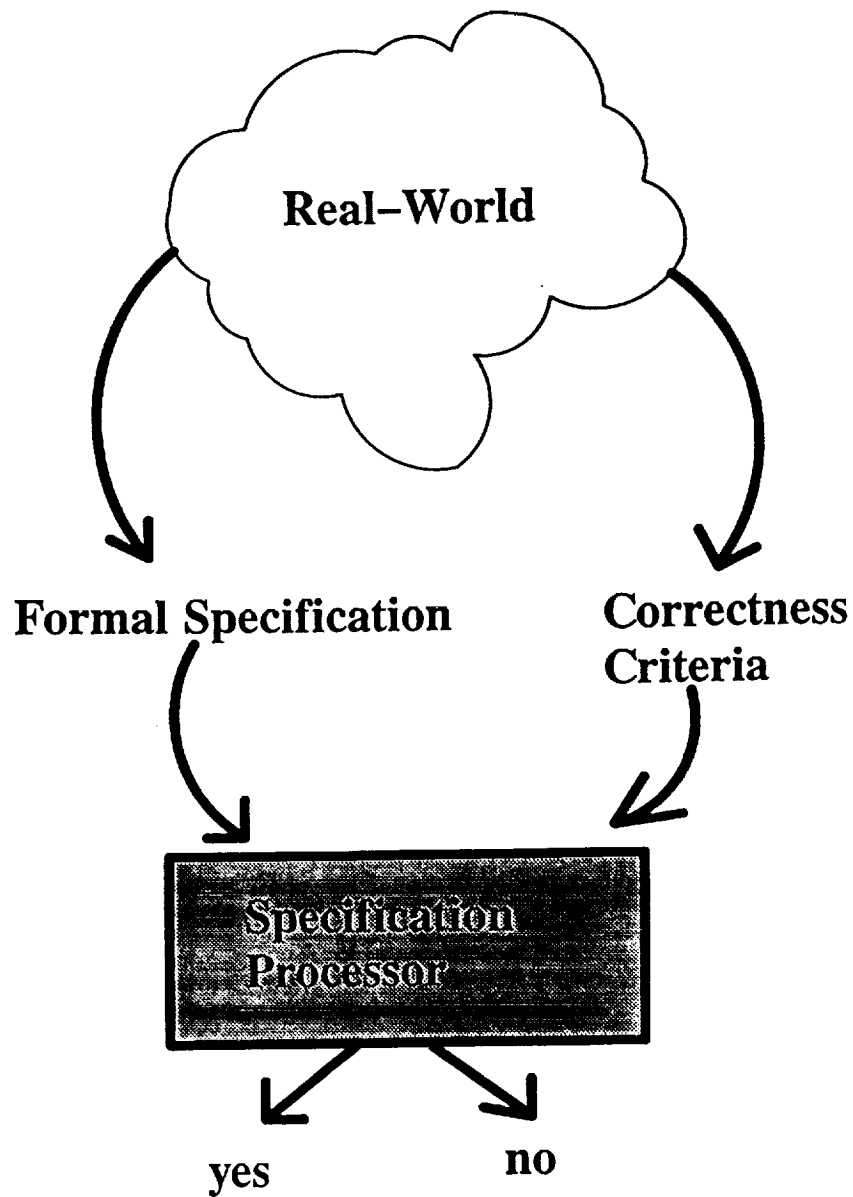 Real–World
Formal Specification
Correctness
Criteria
Specification
Processor
yes
no